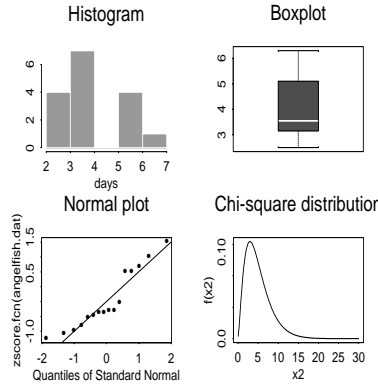 Histogram
Boxplot
6
4
2
0
2 3 4 5 6 7
days
6
5
4
3
Normal plot
Chi-square distribution
zscore.fcn(angelfish.dat)
1.5
0.5
-1.0
-2 -1 0 1 2
Quantiles of Standard Normal
f(x2)
0.10
0.0
0 5 10 15 20 25 30
x2